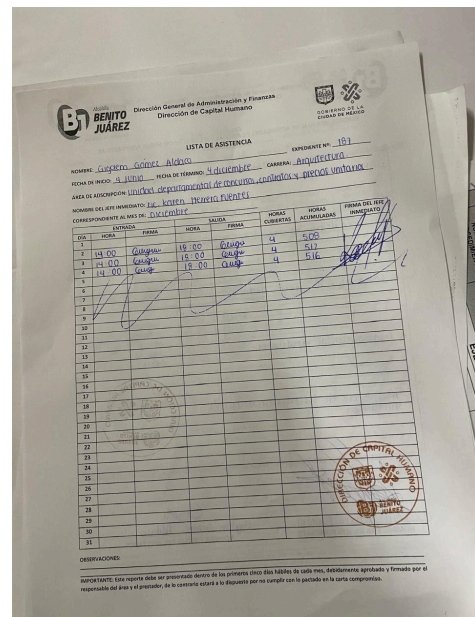 Alcaldía
BENITO
JUÁREZ
Dirección General de Administración y Finanzas
Dirección de Capital Humano
GOBIERNO DE LA
CIUDAD DE MÉXICO
LISTA DE ASISTENCIA
EXPEDIENTE N°: 187
NOMBRE: Gomez
FECHA DE INICIO: 4 junio FECHA DE TÉRMINO: 4 diciembre CARRERA: Arquitectura
AREA DE ADSCRIPCIÓN: Unidad departamental de concursos, contratos y precios unitarios
NOMBRE DEL JEFE INMEDIATO: Lic. Karen Herrera Fuentes
CORRESPONDIENTE AL MES DE: Diciembre
ENTRADA SALIDA
DÍA HORA FIRMA HORA FIRMA HORAS CUBIERTAS HORAS ACUMULADAS FIRMA DEL JEFE INMEDIATO
1
2 14:00 18:00 4 508
3 14:00 18:00 4 512
4 14:00 18:00 4 516
5
6
7
8
9
10
11
12
13
14
15
16
17
18
19
20
21
22
23
24
25
26
27
28
29
30
31
DIRECCIÓN DE CAPITAL HUMANO
BENITO
JUÁREZ
OBSERVACIONES:
IMPORTANTE: Este reporte debe ser presentado dentro de los primeros cinco días hábiles de cada mes, debidamente aprobado y firmado por el
responsable del área y el prestador, de lo contrario estará a lo dispuesto por no cumplir con lo pactado en la carta compromiso.